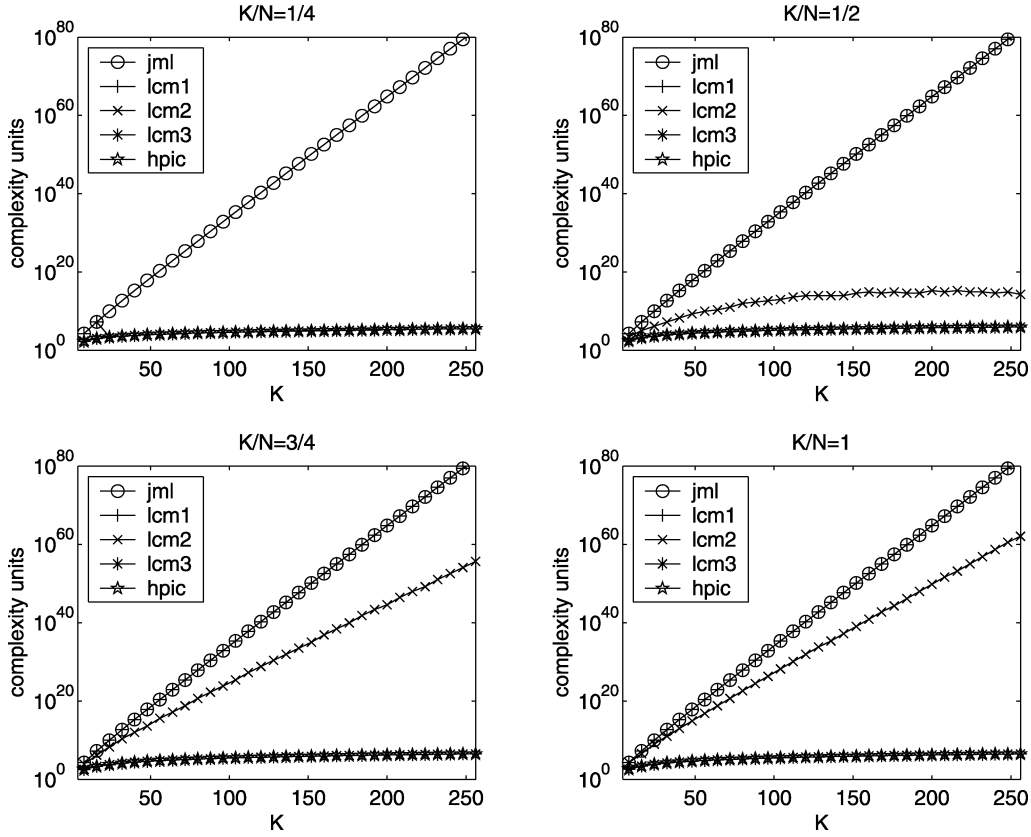 K/N=1/4
10^80
10^60
10^40
10^20
10^0
complexity units
jml
lcm1
lcm2
lcm3
hpic
50 100 150 200 250
K
K/N=1/2
10^80
10^60
10^40
10^20
10^0
complexity units
jml
lcm1
lcm2
lcm3
hpic
50 100 150 200 250
K
K/N=3/4
10^80
10^60
10^40
10^20
10^0
complexity units
jml
lcm1
lcm2
lcm3
hpic
50 100 150 200 250
K
K/N=1
10^80
10^60
10^40
10^20
10^0
complexity units
jml
lcm1
lcm2
lcm3
hpic
50 100 150 200 250
K